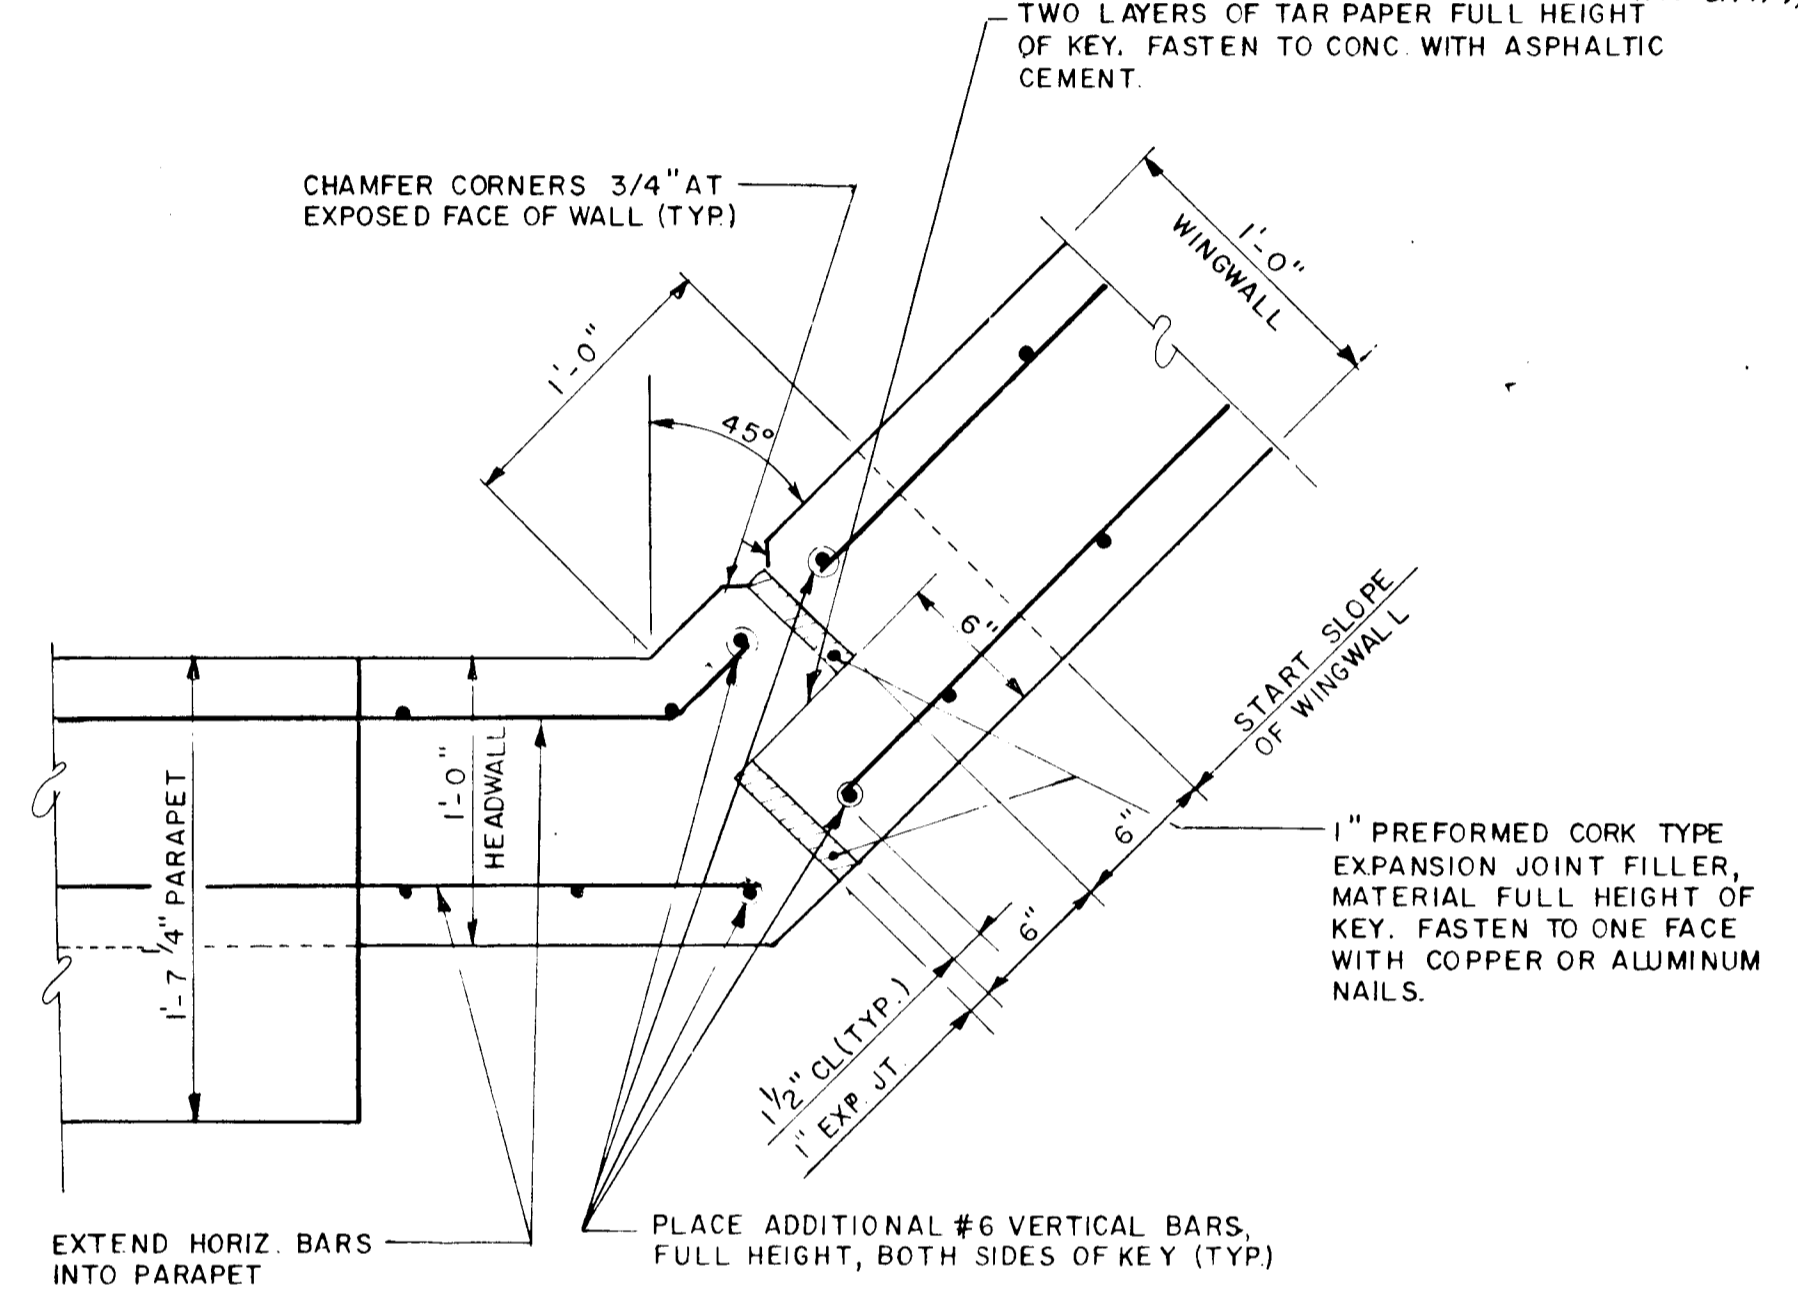 TWO LAYERS OF TAR PAPER FULL HEIGHT
OF KEY. FASTEN TO CONC. WITH ASPHALTIC
CEMENT.
CHAMFER CORNERS 3/4" AT
EXPOSED FACE OF WALL (TYP.)
1'-0"
WINGWALL
1'-0"
45°
6"
START SLOPE
OF WINGWALL
1'-0"
HEADWALL
1'-7 1/4" PARAPET
6"
6"
1 1/2" CL (TYP.)
1" EXP. JT.
1" PREFORMED CORK TYPE
EXPANSION JOINT FILLER,
MATERIAL FULL HEIGHT OF
KEY. FASTEN TO ONE FACE
WITH COPPER OR ALUMINUM
NAILS.
EXTEND HORIZ. BARS
INTO PARAPET
PLACE ADDITIONAL #6 VERTICAL BARS,
FULL HEIGHT, BOTH SIDES OF KEY (TYP.)